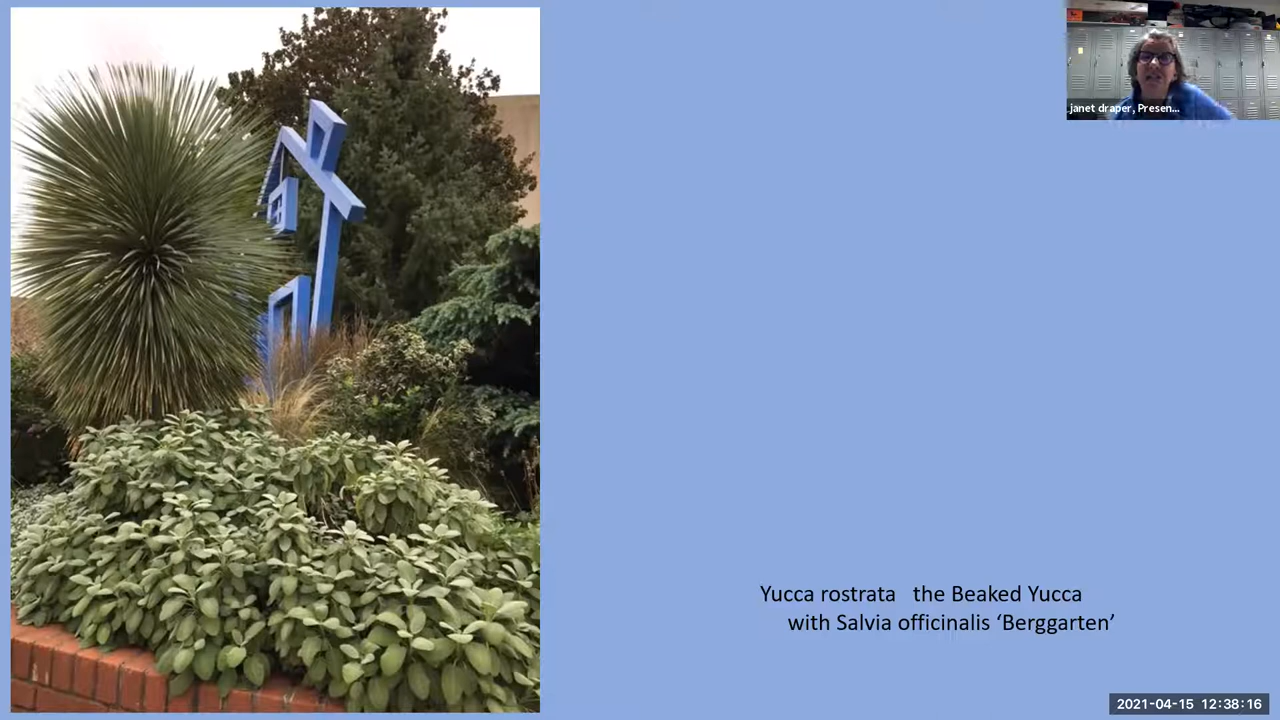 janet draper, Presen...
Yucca rostrata the Beaked Yucca
with Salvia officinalis ‘Berggarten’
2021-04-15 12:38:16